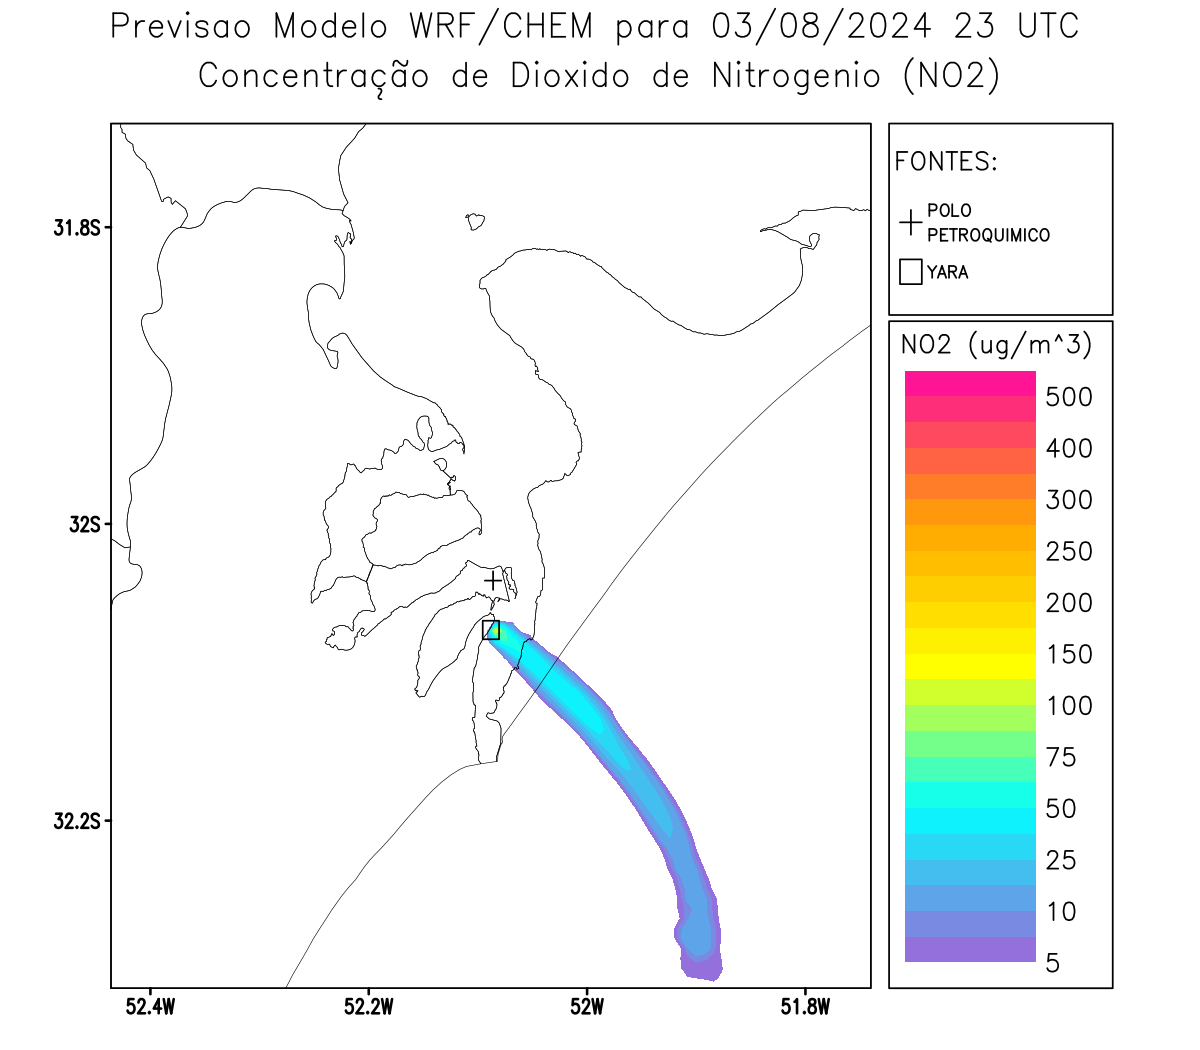 Previsao Modelo WRF/CHEM para 03/08/2024 23 UTC
Concentração de Dioxido de Nitrogenio (NO2)
FONTES:
POLO
PETROQUIMICO
YARA
NO2 (ug/m^3)
500
400
300
250
200
150
100
75
50
25
10
5
31.8S
32S
32.2S
52.4W
52.2W
52W
51.8W